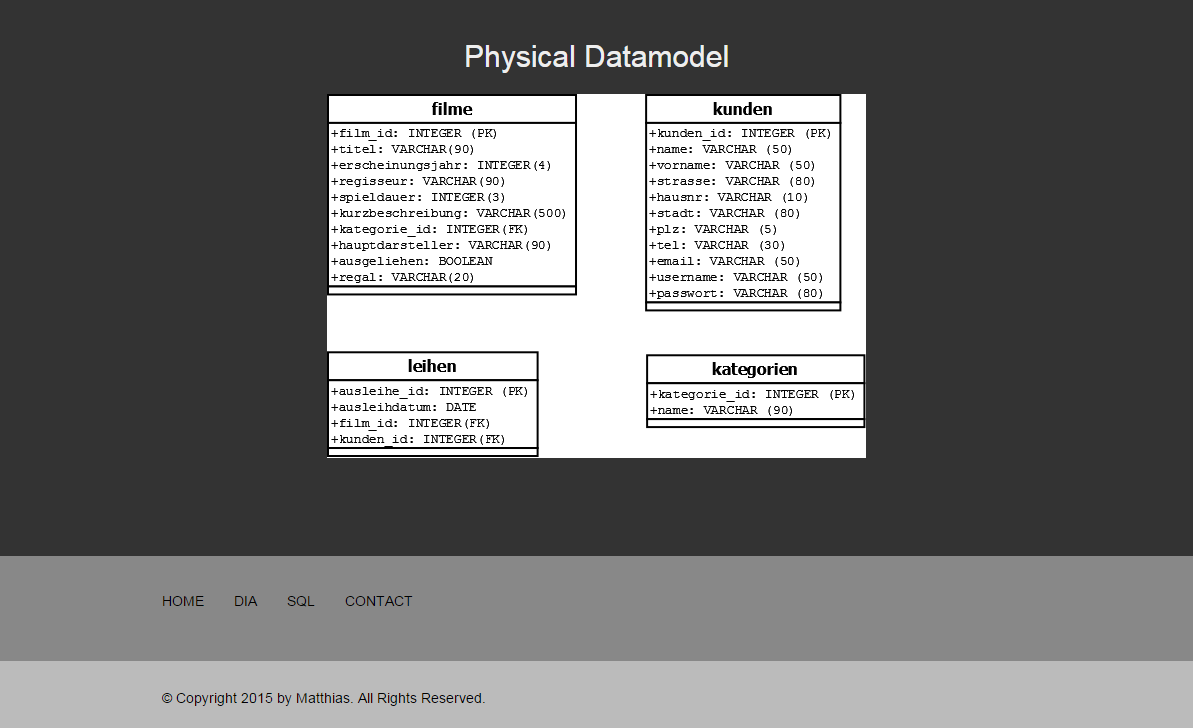 Physical Datamodel
filme
+film_id: INTEGER (PK)
+titel: VARCHAR(90)
+erscheinungsjahr: INTEGER(4)
+regisseur: VARCHAR(90)
+spieldauer: INTEGER(3)
+kurzbeschreibung: VARCHAR(500)
+kategorie_id: INTEGER(FK)
+hauptdarsteller: VARCHAR(90)
+ausgeliehen: BOOLEAN
+regal: VARCHAR(20)
kunden
+kunden_id: INTEGER (PK)
+name: VARCHAR (50)
+vorname: VARCHAR (50)
+strasse: VARCHAR (80)
+hausnr: VARCHAR (10)
+stadt: VARCHAR (80)
+plz: VARCHAR (5)
+tel: VARCHAR (30)
+email: VARCHAR (50)
+username: VARCHAR (50)
+passwort: VARCHAR (80)
leihen
+ausleihe_id: INTEGER (PK)
+ausleihdatum: DATE
+film_id: INTEGER(FK)
+kunden_id: INTEGER(FK)
kategorien
+kategorie_id: INTEGER (PK)
+name: VARCHAR (90)
HOME DIA SQL CONTACT
© Copyright 2015 by Matthias. All Rights Reserved.